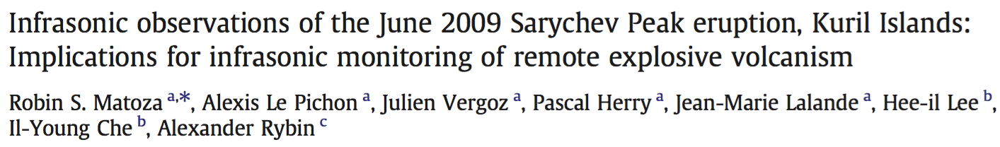 Infrasonic observations of the June 2009 Sarychev Peak eruption, Kuril Islands:
Implications for infrasonic monitoring of remote explosive volcanism
Robin S. Matoza a,*, Alexis Le Pichon a, Julien Vergoz a, Pascal Herry a, Jean-Marie Lalande a, Hee-il Lee b,
Il-Young Che b, Alexander Rybin c